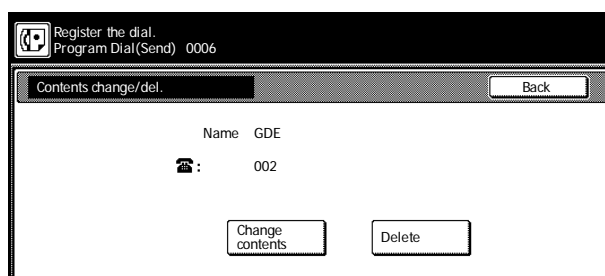 Register the dial.
Program Dial(Send) 0006
Contents change/del.
Back
Name GDE
☎: 002
Change
contents
Delete